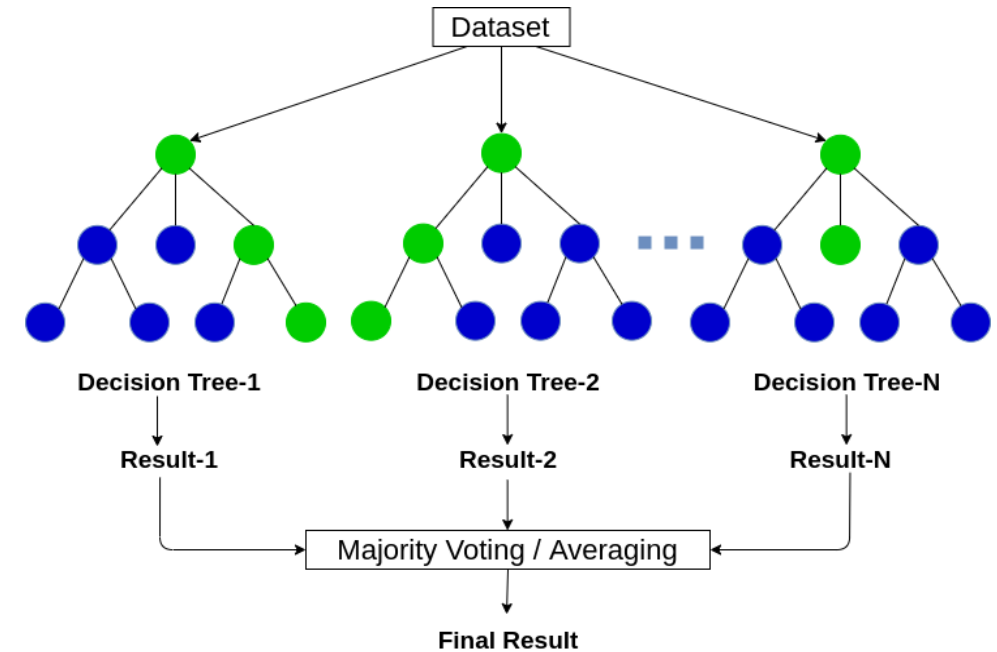 Dataset
Decision Tree-1
Decision Tree-2
Decision Tree-N
Result-1
Result-2
Result-N
Majority Voting / Averaging
Final Result